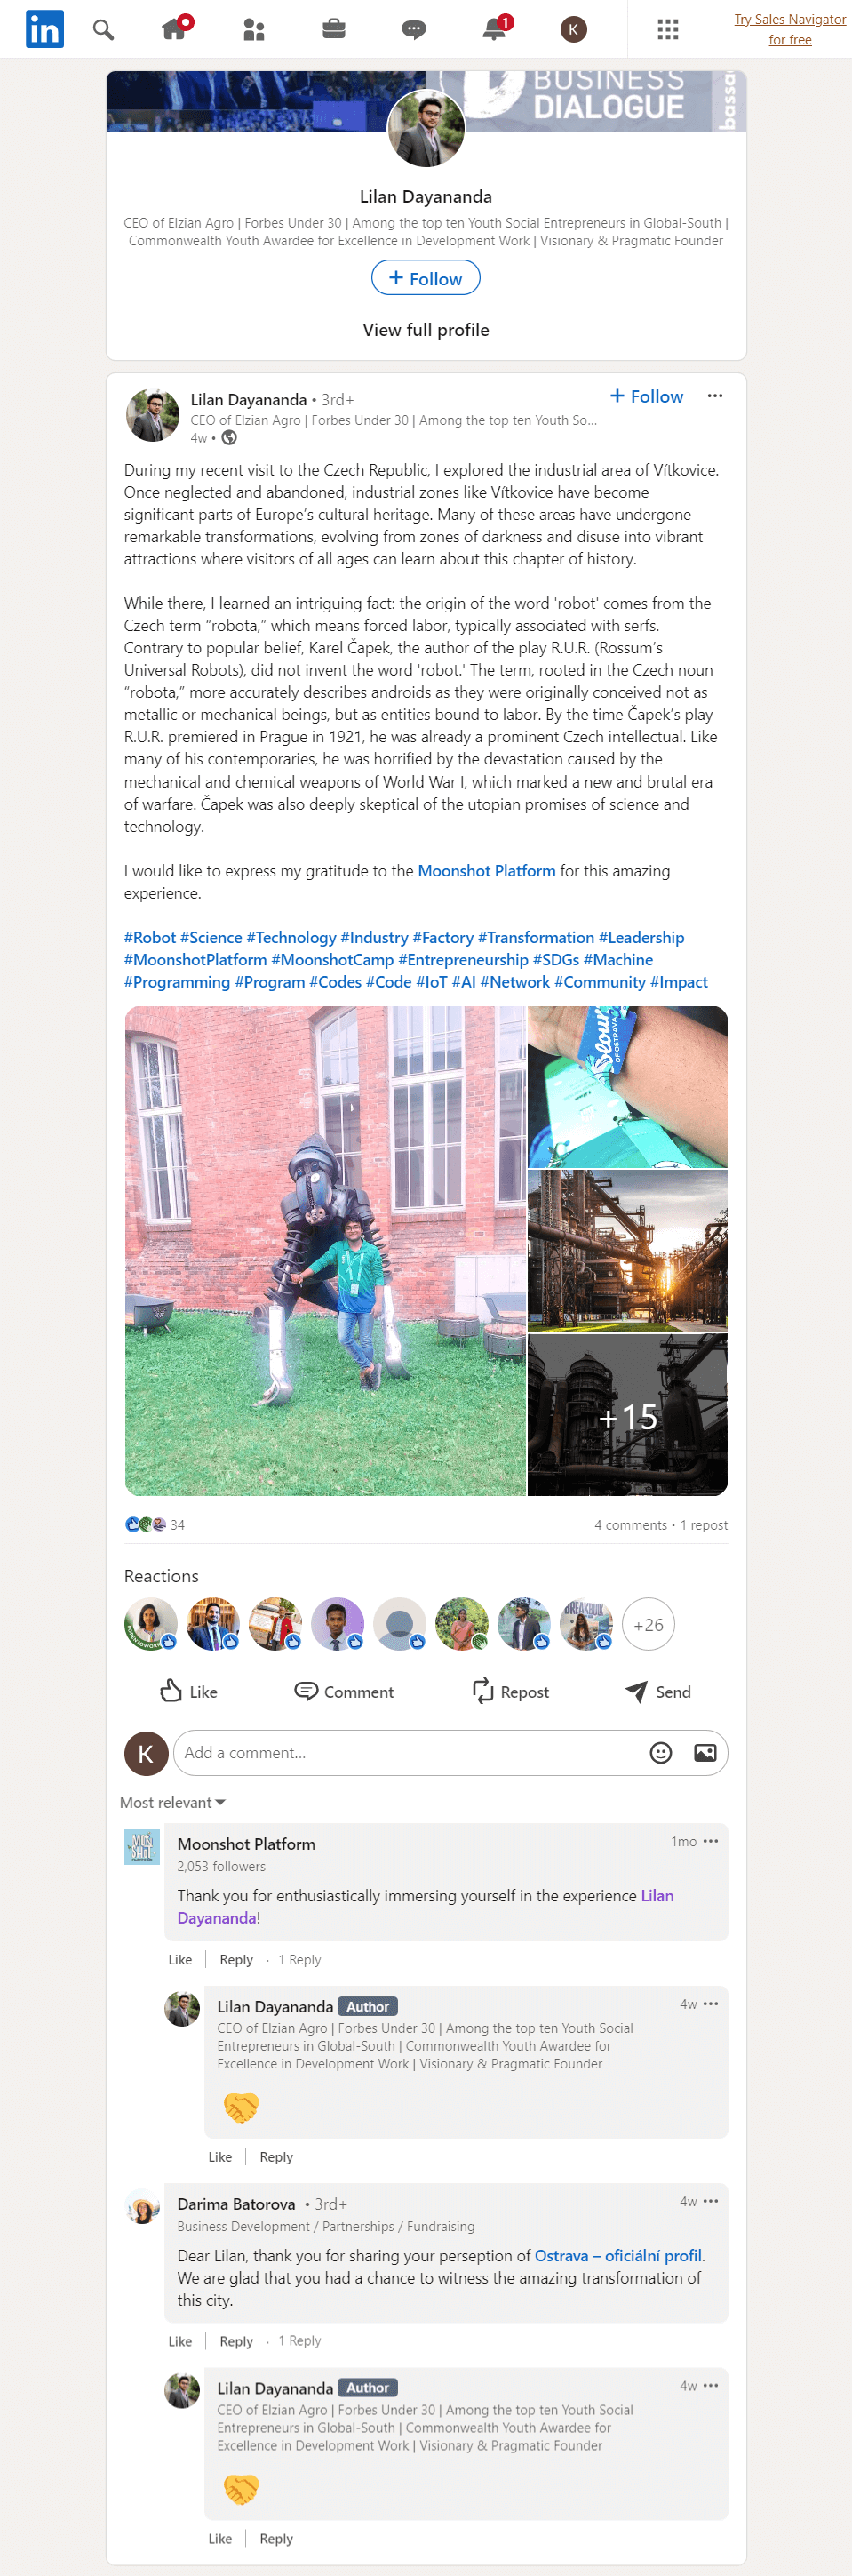 in
1
K
Try Sales Navigator
for free
BUSINESS
DIALOGUE
bassa
Lilan Dayananda
CEO of Elzian Agro | Forbes Under 30 | Among the top ten Youth Social Entrepreneurs in Global-South |
Commonwealth Youth Awardee for Excellence in Development Work | Visionary & Pragmatic Founder
+ Follow
View full profile
Lilan Dayananda • 3rd+
+ Follow
CEO of Elzian Agro | Forbes Under 30 | Among the top ten Youth So...
4w •
During my recent visit to the Czech Republic, I explored the industrial area of Vítkovice.
Once neglected and abandoned, industrial zones like Vítkovice have become
significant parts of Europe’s cultural heritage. Many of these areas have undergone
remarkable transformations, evolving from zones of darkness and disuse into vibrant
attractions where visitors of all ages can learn about this chapter of history.
While there, I learned an intriguing fact: the origin of the word 'robot' comes from the
Czech term “robota,” which means forced labor, typically associated with serfs.
Contrary to popular belief, Karel Čapek, the author of the play R.U.R. (Rossum’s
Universal Robots), did not invent the word 'robot.' The term, rooted in the Czech noun
“robota,” more accurately describes androids as they were originally conceived not as
metallic or mechanical beings, but as entities bound to labor. By the time Čapek’s play
R.U.R. premiered in Prague in 1921, he was already a prominent Czech intellectual. Like
many of his contemporaries, he was horrified by the devastation caused by the
mechanical and chemical weapons of World War I, which marked a new and brutal era
of warfare. Čapek was also deeply skeptical of the utopian promises of science and
technology.
I would like to express my gratitude to the Moonshot Platform for this amazing
experience.
#Robot #Science #Technology #Industry #Factory #Transformation #Leadership
#MoonshotPlatform #MoonshotCamp #Entrepreneurship #SDGs #Machine
#Programming #Program #Codes #Code #IoT #AI #Network #Community #Impact
OF OSTRAVA
+15
34
4 comments • 1 repost
Reactions
+26
Like
Comment
Repost
Send
K
Add a comment...
Most relevant
Moonshot Platform
1mo
2,053 followers
Thank you for enthusiastically immersing yourself in the experience Lilan
Dayananda!
Like | Reply · 1 Reply
Lilan Dayananda Author
4w
CEO of Elzian Agro | Forbes Under 30 | Among the top ten Youth Social
Entrepreneurs in Global-South | Commonwealth Youth Awardee for
Excellence in Development Work | Visionary & Pragmatic Founder
Like | Reply
Darima Batorova • 3rd+
4w
Business Development / Partnerships / Fundraising
Dear Lilan, thank you for sharing your perseption of Ostrava – oficiální profil.
We are glad that you had a chance to witness the amazing transformation of
this city.
Like | Reply · 1 Reply
Lilan Dayananda Author
4w
CEO of Elzian Agro | Forbes Under 30 | Among the top ten Youth Social
Entrepreneurs in Global-South | Commonwealth Youth Awardee for
Excellence in Development Work | Visionary & Pragmatic Founder
Like | Reply